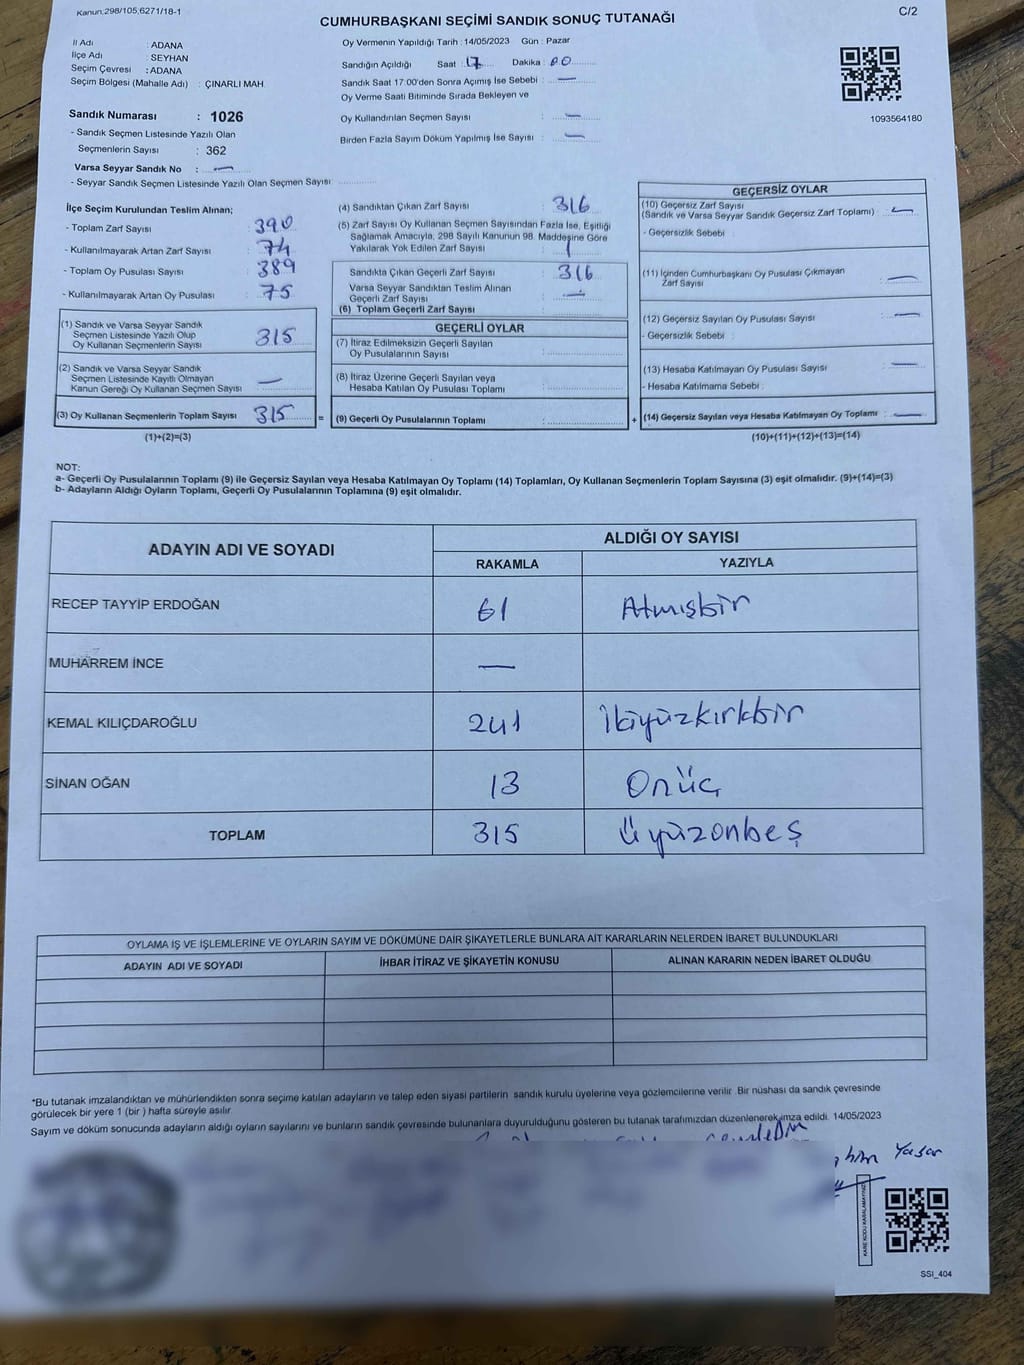 Kanun:298/105,6271/18-1
C/2
CUMHURBAŞKANI SEÇİMİ SANDIK SONUÇ TUTANAĞI
İl Adı : ADANA
İlçe Adı : SEYHAN
Seçim Çevresi : ADANA
Seçim Bölgesi (Mahalle Adı) : ÇINARLI MAH
Oy Vermenin Yapıldığı Tarih : 14/05/2023 Gün : Pazar
Sandığın Açıldığı Saat : 17 Dakika : 00
Sandık Saat 17.00'den Sonra Açımış İse Sebebi : —
Oy Verme Saati Bitiminde Sırada Bekleyen ve
Oy Kullandırılan Seçmen Sayısı : —
Birden Fazla Sayım Döküm Yapılmış İse Sayısı : —
1093564180
Sandık Numarası : 1026
- Sandık Seçmen Listesinde Yazılı Olan
Seçmenlerin Sayısı : 362
Varsa Seyyar Sandık No : —
- Seyyar Sandık Seçmen Listesinde Yazılı Olan Seçmen Sayısı :
İlçe Seçim Kurulundan Teslim Alınan;
- Toplam Zarf Sayısı : 390
- Kullanılmayarak Artan Zarf Sayısı : 74
- Toplam Oy Pusulası Sayısı : 389
- Kullanılmayarak Artan Oy Pusulası : 75
(1) Sandık ve Varsa Seyyar Sandık
Seçmen Listesinde Yazılı Olup
Oy Kullanan Seçmenlerin Sayısı : 315
(2) Sandık ve Varsa Seyyar Sandık
Seçmen Listesinde Kayıtlı Olmayan
Kanun Gereği Oy Kullanan Seçmen Sayısı : —
(3) Oy Kullanan Seçmenlerin Toplam Sayısı : 315
(1)+(2)=(3)
(4) Sandıktan Çıkan Zarf Sayısı : 316
(5) Zarf Sayısı Oy Kullanan Seçmen Sayısından Fazla İse, Eşitliği
Sağlamak Amacıyla, 298 Sayılı Kanunun 98. Maddesine Göre
Yakılarak Yok Edilen Zarf Sayısı : 1
Sandıkta Çıkan Geçerli Zarf Sayısı : 316
Varsa Seyyar Sandıktan Teslim Alınan
Geçerli Zarf Sayısı : —
(6) Toplam Geçerli Zarf Sayısı :
GEÇERLİ OYLAR
(7) İtiraz Edilmeksizin Geçerli Sayılan
Oy Pusulalarının Sayısı :
(8) İtiraz Üzerine Geçerli Sayılan veya
Hesaba Katılan Oy Pusulaları Toplamı :
= (9) Geçerli Oy Pusulalarının Toplamı :
GEÇERSİZ OYLAR
(10) Geçersiz Zarf Sayısı
(Sandık ve Varsa Seyyar Sandık Geçersiz Zarf Toplamı) : —
- Geçersizlik Sebebi :
(11) İçinden Cumhurbaşkanı Oy Pusulası Çıkmayan
Zarf Sayısı : —
(12) Geçersiz Sayılan Oy Pusulası Sayısı : —
- Geçersizlik Sebebi :
(13) Hesaba Katılmayan Oy Pusulası Sayısı : —
- Hesaba Katılmama Sebebi :
+ (14) Geçersiz Sayılan veya Hesaba Katılmayan Oy Toplamı : —
(10)+(11)+(12)+(13)=(14)
NOT:
a- Geçerli Oy Pusulalarının Toplamı (9) ile Geçersiz Sayılan veya Hesaba Katılmayan Oy Toplamı (14) Toplamları, Oy Kullanan Seçmenlerin Toplam Sayısına (3) eşit olmalıdır. (9)+(14)=(3)
b- Adayların Aldığı Oyların Toplamı, Geçerli Oy Pusulalarının Toplamına (9) eşit olmalıdır.
ADAYIN ADI VE SOYADI
ALDIĞI OY SAYISI
RAKAMLA YAZIYLA
RECEP TAYYİP ERDOĞAN 61 Atmışbir
MUHARREM İNCE —
KEMAL KILIÇDAROĞLU 241 İkiyüzkırkbir
SİNAN OĞAN 13 Onüç
TOPLAM 315 Üyüzonbeş
OYLAMA İŞ VE İŞLEMLERİNE VE OYLARIN SAYIM VE DÖKÜMÜNE DAİR ŞİKAYETLERLE BUNLARA AİT KARARLARIN NELERDEN İBARET BULUNDUKLARI
ADAYIN ADI VE SOYADI İHBAR İTİRAZ VE ŞİKAYETİN KONUSU ALINAN KARARIN NEDEN İBARET OLDUĞU
*Bu tutanak imzalandıktan ve mühürlendikten sonra seçime katılan adayların ve talep eden siyasi partilerin sandık kurulu üyelerine veya gözlemcilerine verilir. Bir nüshası da sandık çevresinde
görülecek bir yere 1 (bir ) hafta süreyle asılır.
Sayım ve döküm sonucunda adayların aldığı oyların sayılarını ve bunların sandık çevresinde bulunanlara duyurulduğunu gösteren bu tutanak tarafımızdan düzenlenerek imza edildi. 14/05/2023
Yaşar
KARE KODU KARALAMAYINIZ
SSI_404